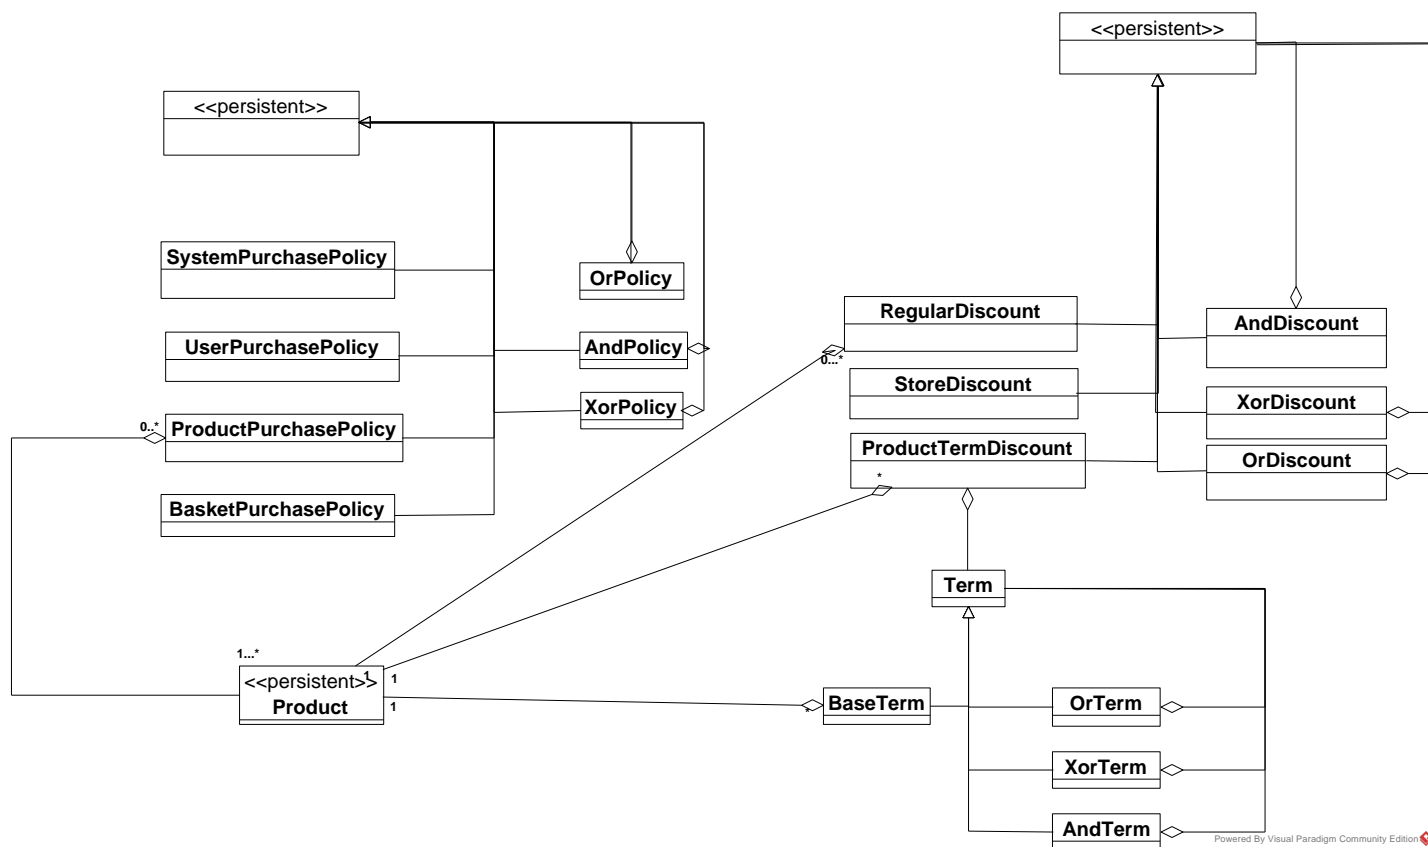 <<persistent>>
<<persistent>>
SystemPurchasePolicy
OrPolicy
UserPurchasePolicy
AndPolicy
XorPolicy
0..*
ProductPurchasePolicy
BasketPurchasePolicy
RegularDiscount
0...*
AndDiscount
StoreDiscount
XorDiscount
ProductTermDiscount
*
OrDiscount
Term
1...*
<<persistent>>
Product
1
1
1
*
BaseTerm
OrTerm
XorTerm
AndTerm
Powered By Visual Paradigm Community Edition